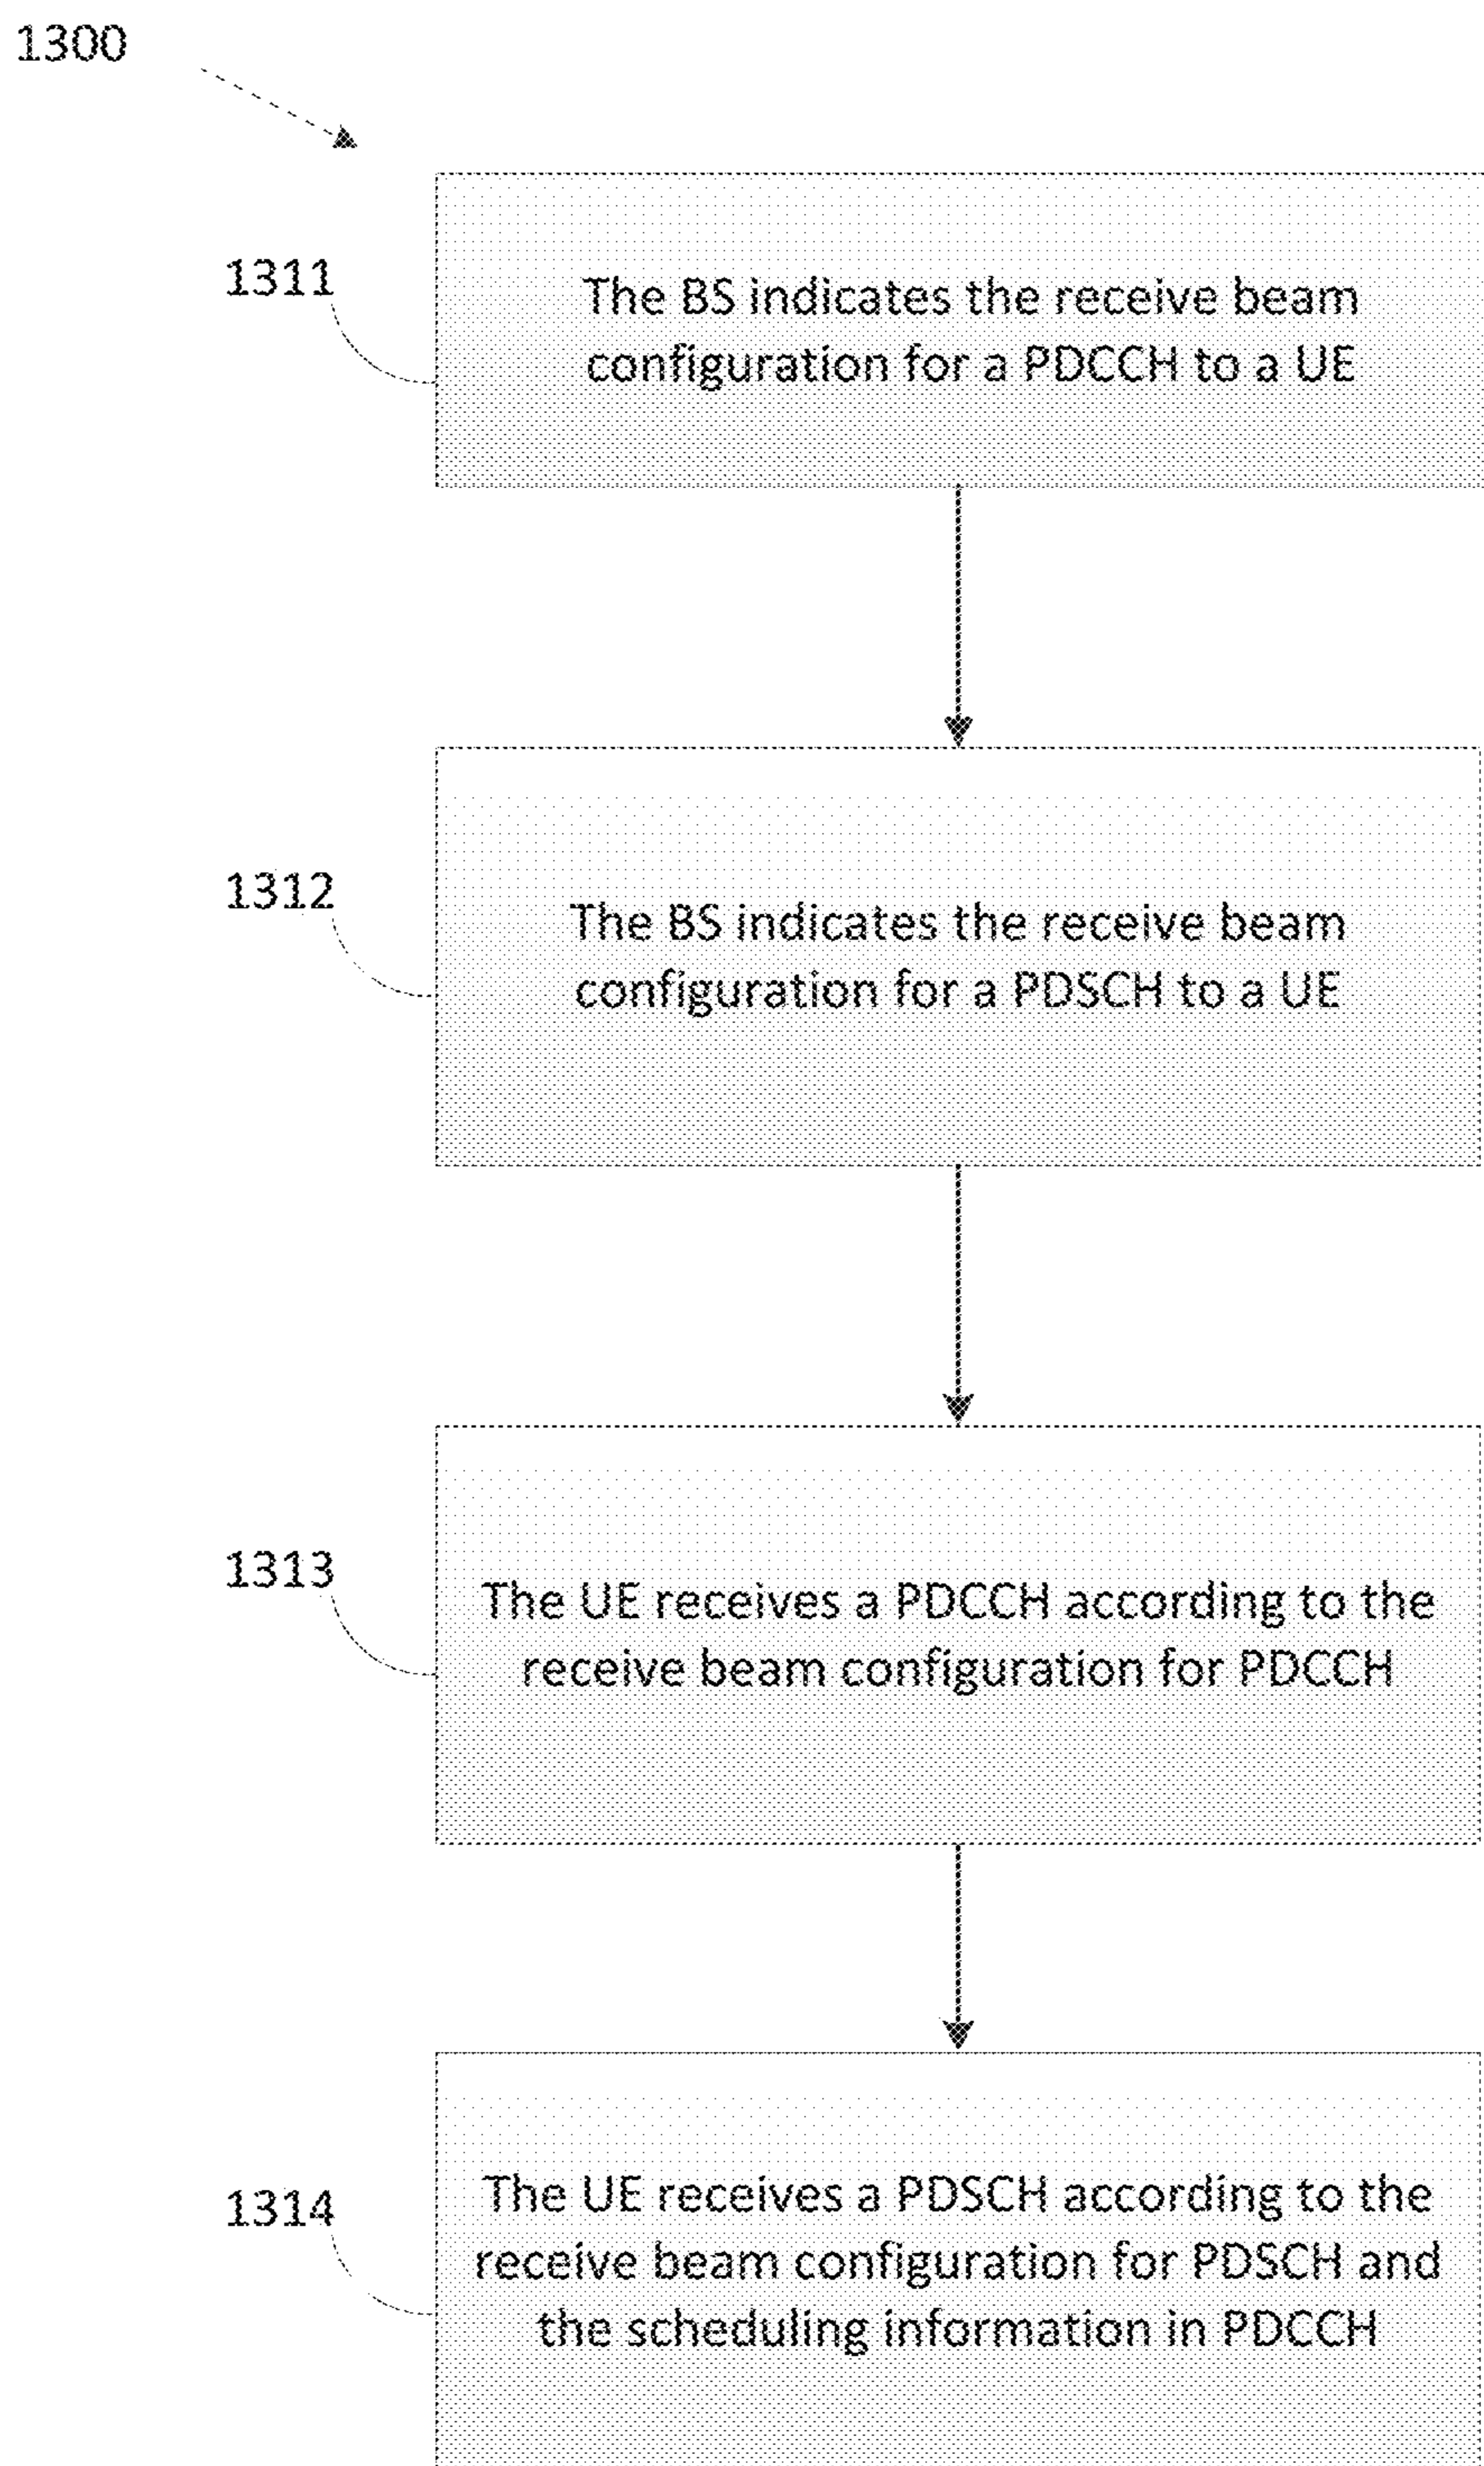 1300
1311
The BS indicates the receive beam
configuration for a PDCCH to a UE
1312
The BS indicates the receive beam
configuration for a PDSCH to a UE
1313
The UE receives a PDCCH according to the
receive beam configuration for PDCCH
1314
The UE receives a PDSCH according to the
receive beam configuration for PDSCH and
the scheduling information in PDCCH